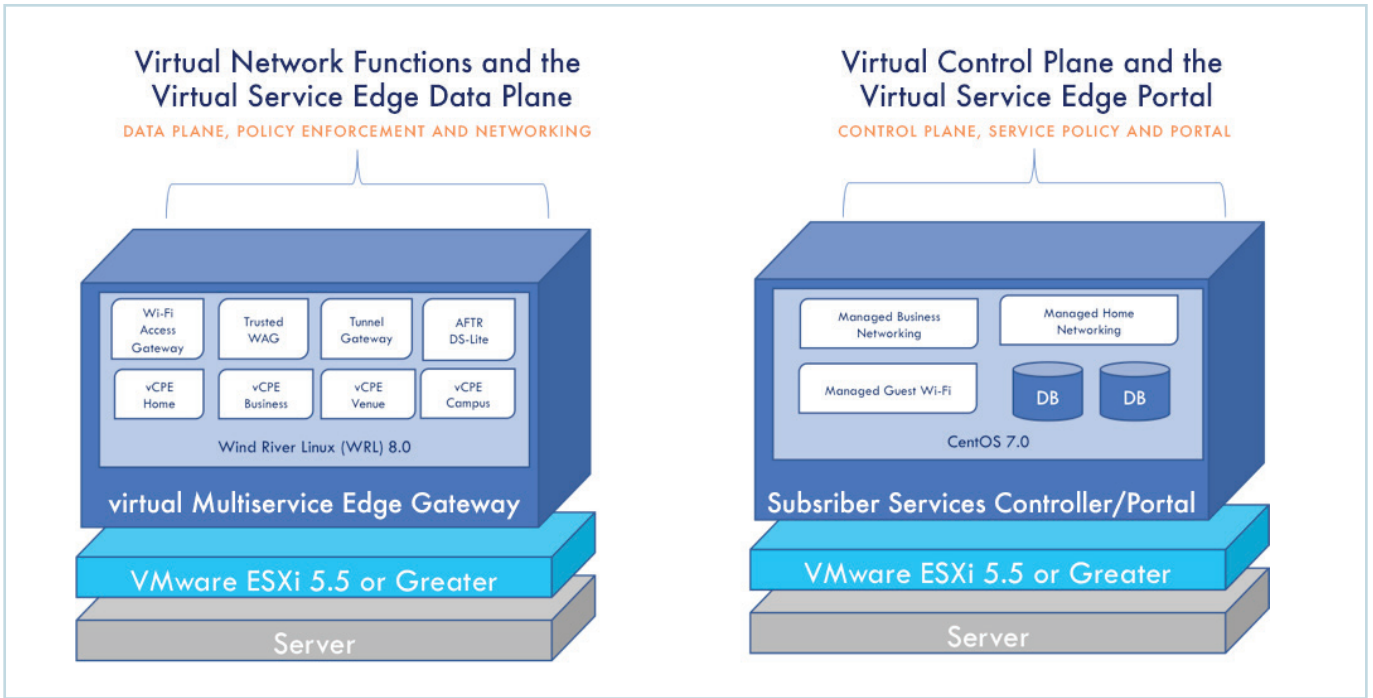 Virtual Network Functions and the
Virtual Service Edge Data Plane
DATA PLANE, POLICY ENFORCEMENT AND NETWORKING
Wi-Fi
Access
Gateway
Trusted
WAG
Tunnel
Gateway
AFTR
DS-Lite
vCPE
Home
vCPE
Business
vCPE
Venue
vCPE
Campus
Wind River Linux (WRL) 8.0
virtual Multiservice Edge Gateway
VMware ESXi 5.5 or Greater
Server
Virtual Control Plane and the
Virtual Service Edge Portal
CONTROL PLANE, SERVICE POLICY AND PORTAL
Managed Business
Networking
Managed Home
Networking
Managed Guest Wi-Fi
DB
DB
CentOS 7.0
Subsriber Services Controller/Portal
VMware ESXi 5.5 or Greater
Server